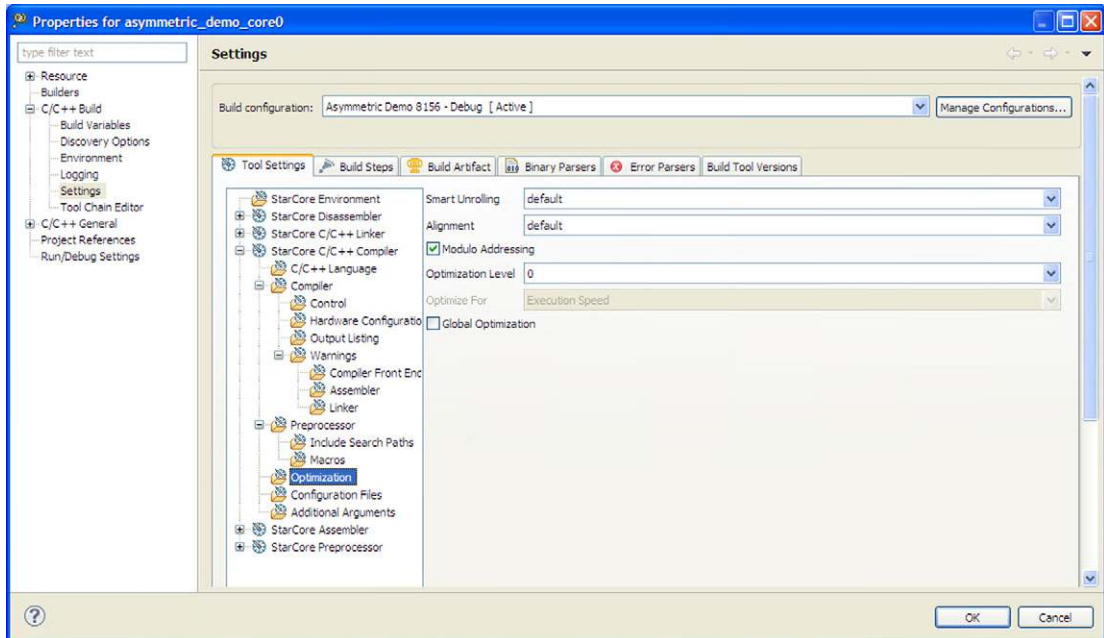 Properties for asymmetric_demo_core0
type filter text
Resource
Builders
C/C++ Build
Build Variables
Discovery Options
Environment
Logging
Settings
Tool Chain Editor
C/C++ General
Project References
Run/Debug Settings
Settings
Build configuration: Asymmetric Demo 8156 - Debug [ Active ] Manage Configurations...
Tool Settings Build Steps Build Artifact Binary Parsers Error Parsers Build Tool Versions
StarCore Environment
StarCore Disassembler
StarCore C/C++ Linker
StarCore C/C++ Compiler
C/C++ Language
Compiler
Control
Hardware Configuratio
Output Listing
Warnings
Compiler Front End
Assembler
Linker
Preprocessor
Include Search Paths
Macros
Optimization
Configuration Files
Additional Arguments
StarCore Assembler
StarCore Preprocessor
Smart Unrolling default
Alignment default
Modulo Addressing
Optimization Level 0
Optimize For Execution Speed
Global Optimization
OK Cancel